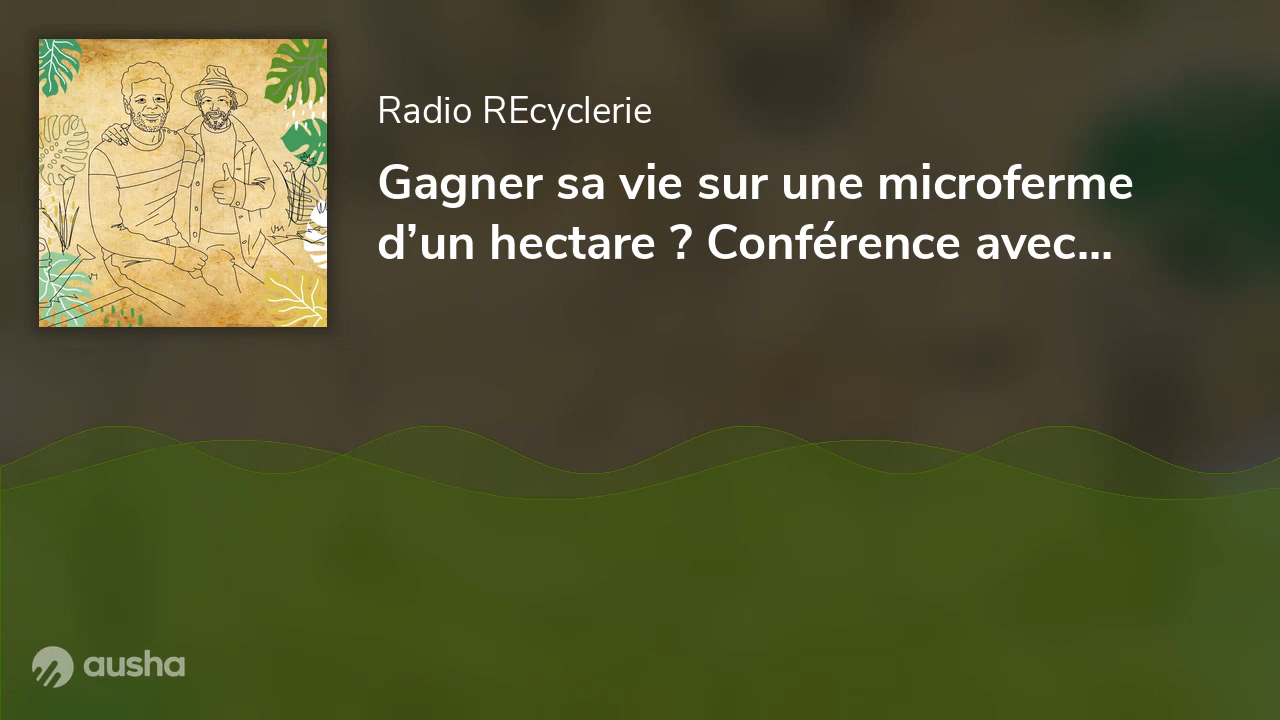 Radio REcyclerie
Gagner sa vie sur une microferme
d’un hectare ? Conférence avec...
ausha